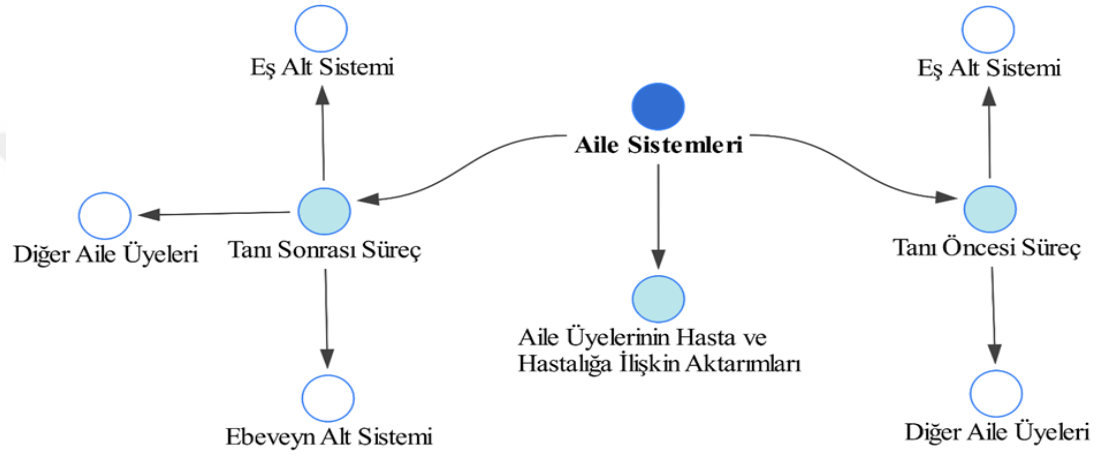 Eş Alt Sistemi
Eş Alt Sistemi
Aile Sistemleri
Diğer Aile Üyeleri
Tanı Sonrası Süreç
Tanı Öncesi Süreç
Aile Üyelerinin Hasta ve
Hastalığa İlişkin Aktarımları
Ebeveyn Alt Sistemi
Diğer Aile Üyeleri